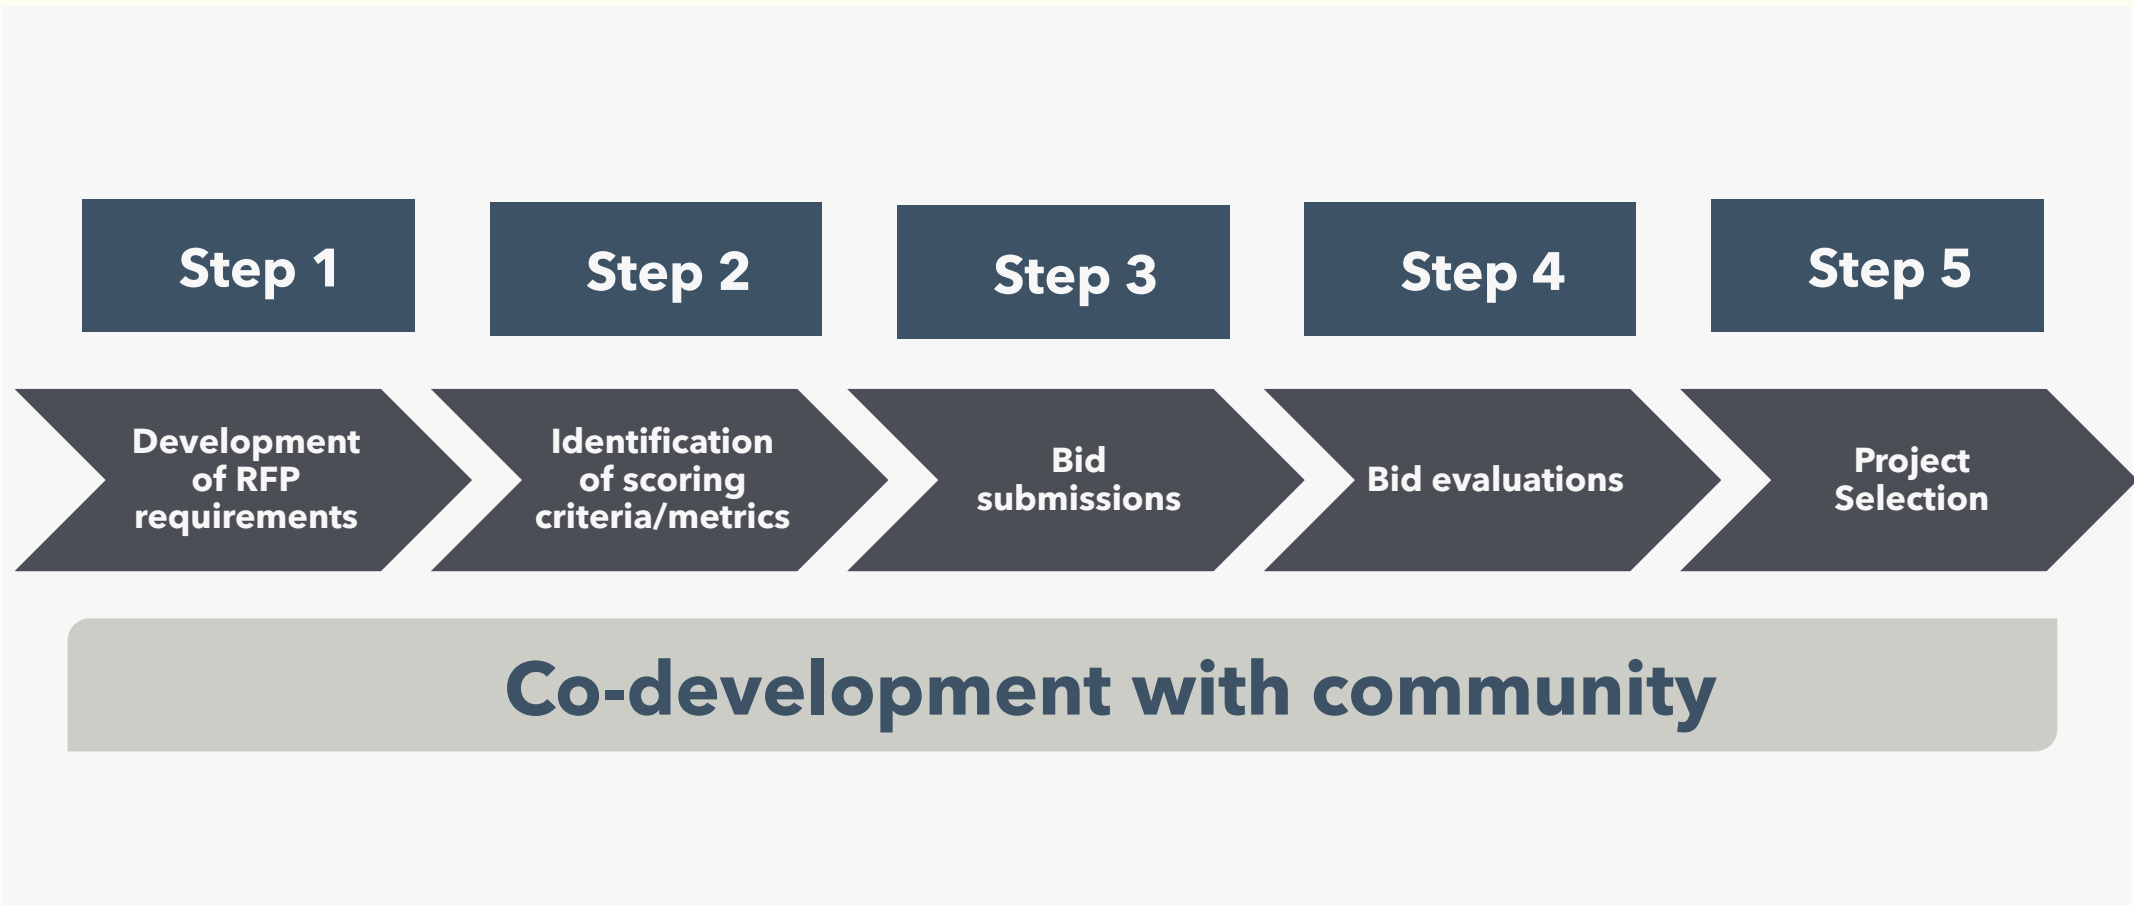 Step 1
Step 2
Step 3
Step 4
Step 5
Development
of RFP
requirements
Identification
of scoring
criteria/metrics
Bid
submissions
Bid evaluations
Project
Selection
Co-development with community